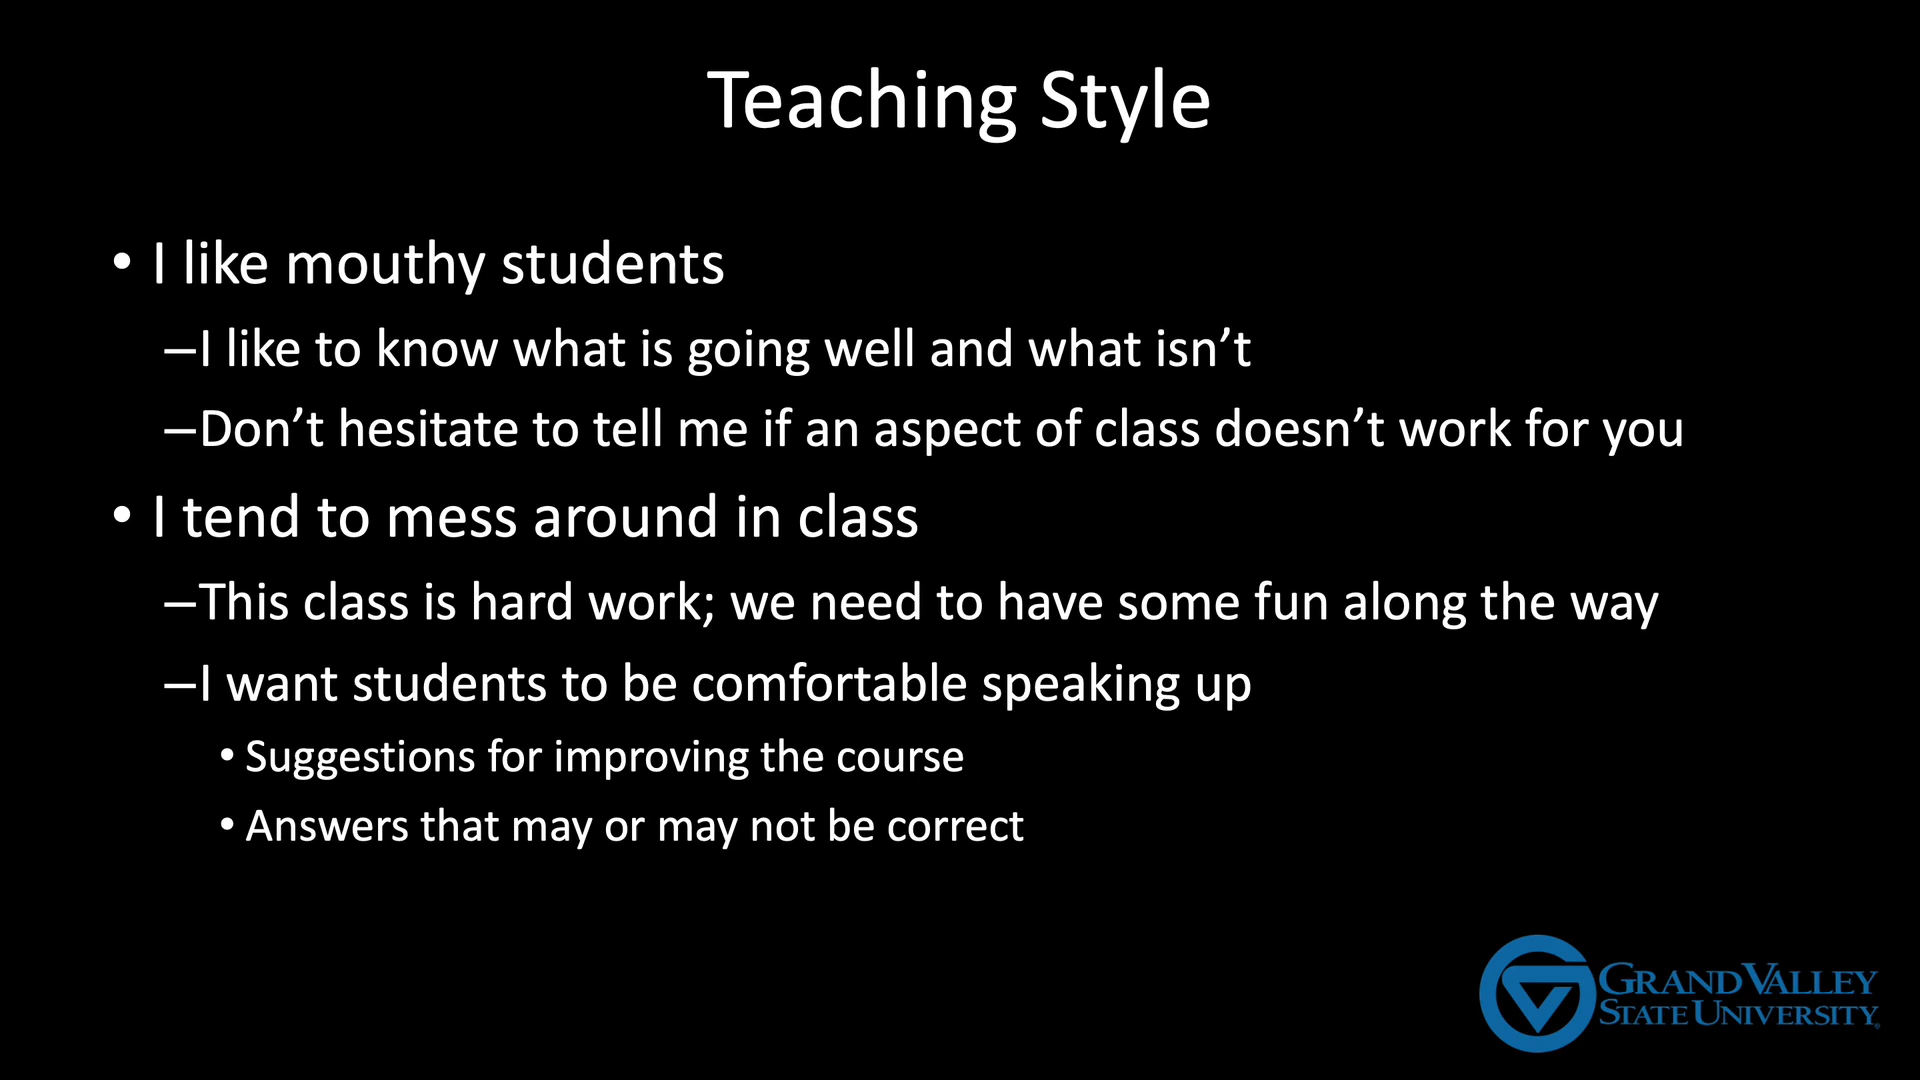 Teaching Style
• I like mouthy students
–I like to know what is going well and what isn’t
–Don’t hesitate to tell me if an aspect of class doesn’t work for you
• I tend to mess around in class
–This class is hard work; we need to have some fun along the way
–I want students to be comfortable speaking up
• Suggestions for improving the course
• Answers that may or may not be correct
GRAND VALLEY
STATE UNIVERSITY